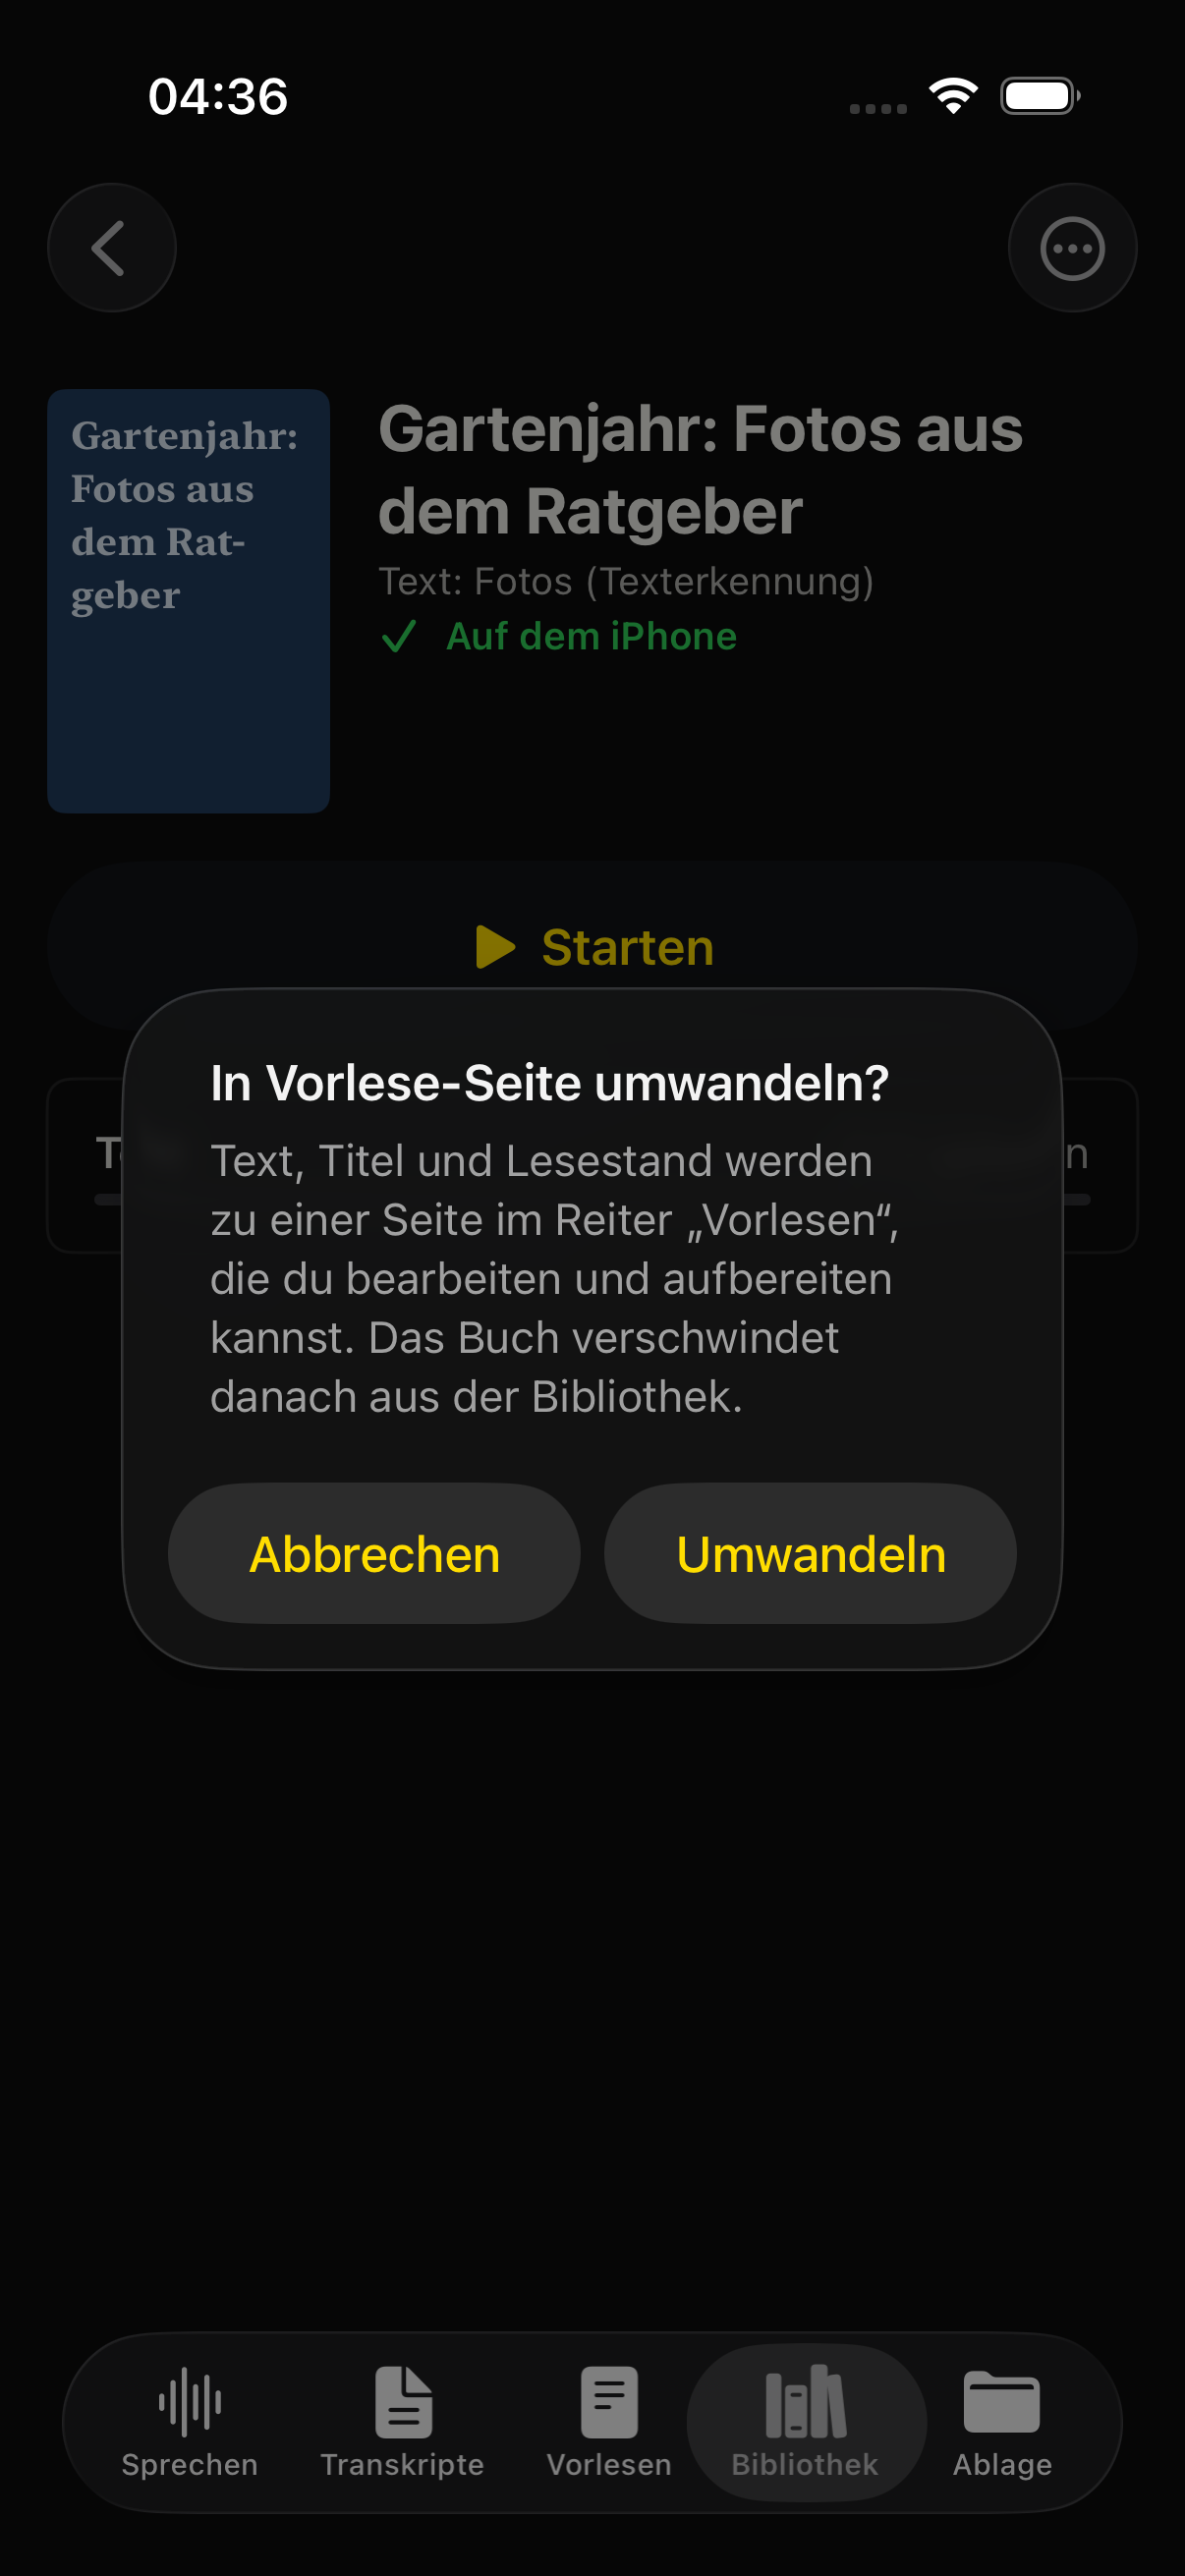 04:36
Gartenjahr:
Fotos aus
dem Rat-
geber
Gartenjahr: Fotos aus
dem Ratgeber
Text: Fotos (Texterkennung)
Auf dem iPhone
Starten
In Vorlese-Seite umwandeln?
Text, Titel und Lesestand werden
zu einer Seite im Reiter „Vorlesen“,
die du bearbeiten und aufbereiten
kannst. Das Buch verschwindet
danach aus der Bibliothek.
Abbrechen
Umwandeln
Sprechen
Transkripte
Vorlesen
Bibliothek
Ablage